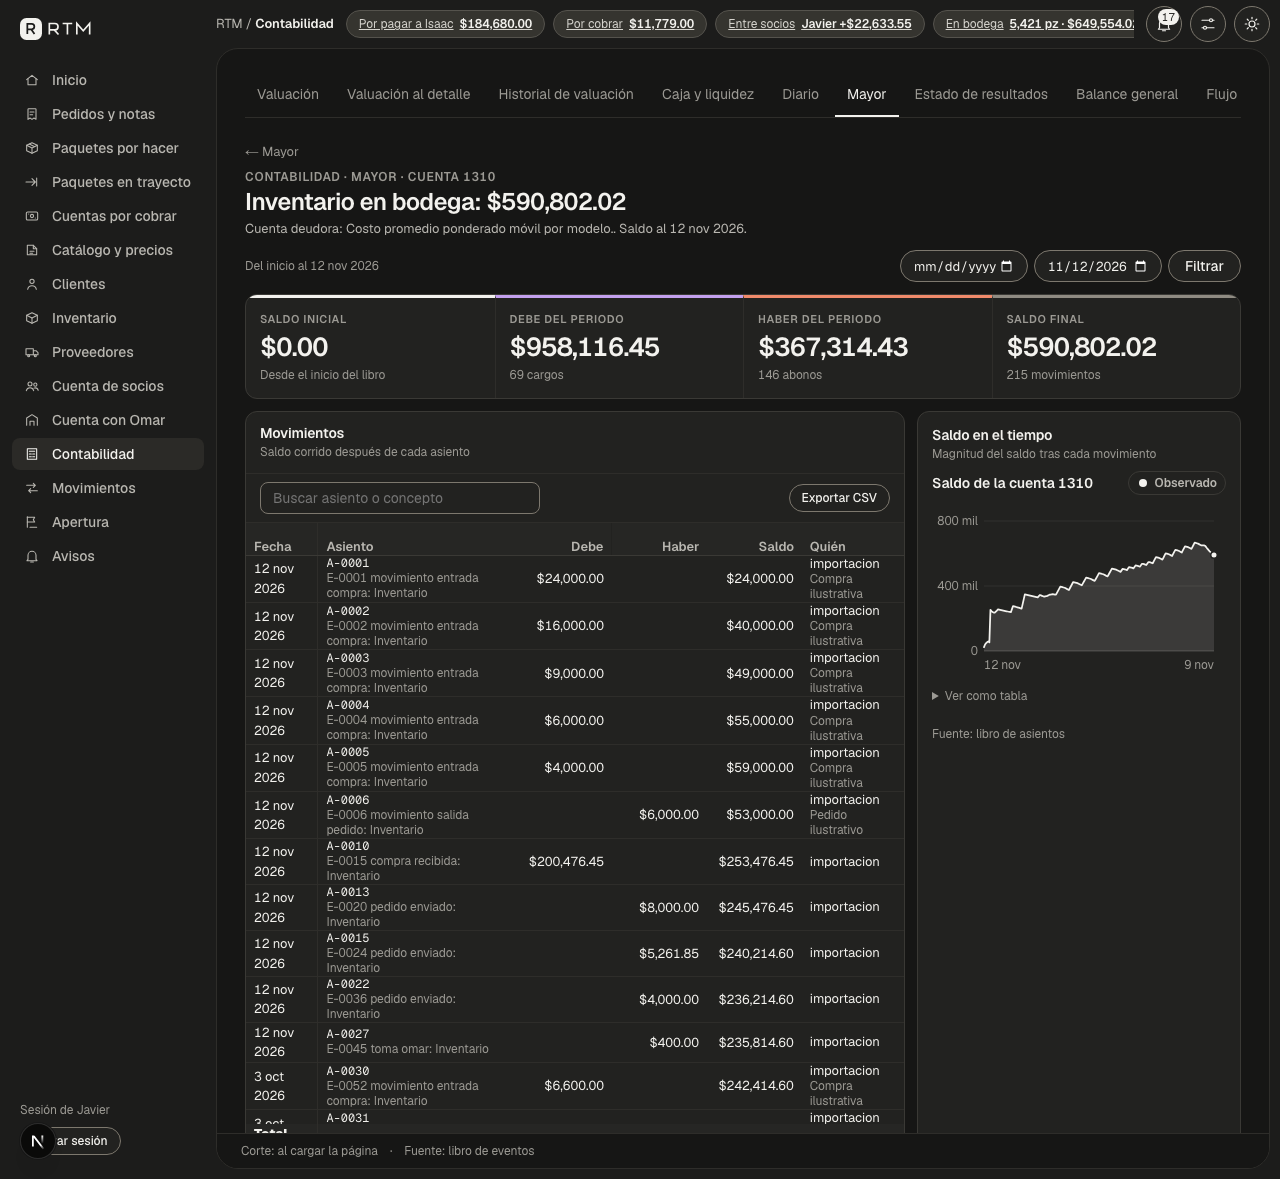 R RTM
RTM / Contabilidad
Por pagar a Isaac $184,680.00
Por cobrar $11,779.00
Entre socios Javier +$22,633.55
En bodega 5,421 pz · $649,554.0
17
Inicio
Pedidos y notas
Paquetes por hacer
Paquetes en trayecto
Cuentas por cobrar
Catálogo y precios
Clientes
Inventario
Proveedores
Cuenta de socios
Cuenta con Omar
Contabilidad
Movimientos
Apertura
Avisos
Sesión de Javier
N ar sesión
Valuación Valuación al detalle Historial de valuación Caja y liquidez Diario Mayor Estado de resultados Balance general Flujo
← Mayor
CONTABILIDAD · MAYOR · CUENTA 1310
Inventario en bodega: $590,802.02
Cuenta deudora: Costo promedio ponderado móvil por modelo.. Saldo al 12 nov 2026.
Del inicio al 12 nov 2026
mm/dd/yyyy
11/12/2026
Filtrar
SALDO INICIAL
$0.00
Desde el inicio del libro
DEBE DEL PERIODO
$958,116.45
69 cargos
HABER DEL PERIODO
$367,314.43
146 abonos
SALDO FINAL
$590,802.02
215 movimientos
Movimientos
Saldo corrido después de cada asiento
Buscar asiento o concepto
Exportar CSV
Fecha Asiento Debe Haber Saldo Quién
12 nov 2026 A-0001 E-0001 movimiento entrada compra: Inventario $24,000.00 $24,000.00 importacion Compra ilustrativa
12 nov 2026 A-0002 E-0002 movimiento entrada compra: Inventario $16,000.00 $40,000.00 importacion Compra ilustrativa
12 nov 2026 A-0003 E-0003 movimiento entrada compra: Inventario $9,000.00 $49,000.00 importacion Compra ilustrativa
12 nov 2026 A-0004 E-0004 movimiento entrada compra: Inventario $6,000.00 $55,000.00 importacion Compra ilustrativa
12 nov 2026 A-0005 E-0005 movimiento entrada compra: Inventario $4,000.00 $59,000.00 importacion Compra ilustrativa
12 nov 2026 A-0006 E-0006 movimiento salida pedido: Inventario $6,000.00 $53,000.00 importacion Pedido ilustrativo
12 nov 2026 A-0010 E-0015 compra recibida: Inventario $200,476.45 $253,476.45 importacion
12 nov 2026 A-0013 E-0020 pedido enviado: Inventario $8,000.00 $245,476.45 importacion
12 nov 2026 A-0015 E-0024 pedido enviado: Inventario $5,261.85 $240,214.60 importacion
12 nov 2026 A-0022 E-0036 pedido enviado: Inventario $4,000.00 $236,214.60 importacion
12 nov 2026 A-0027 E-0045 toma omar: Inventario $400.00 $235,814.60 importacion
3 oct 2026 A-0030 E-0052 movimiento entrada compra: Inventario $6,600.00 $242,414.60 importacion Compra ilustrativa
3 oct A-0031 importacion
Total
Saldo en el tiempo
Magnitud del saldo tras cada movimiento
Saldo de la cuenta 1310
Observado
800 mil
400 mil
0
12 nov 9 nov
▶ Ver como tabla
Fuente: libro de asientos
Corte: al cargar la página · Fuente: libro de eventos